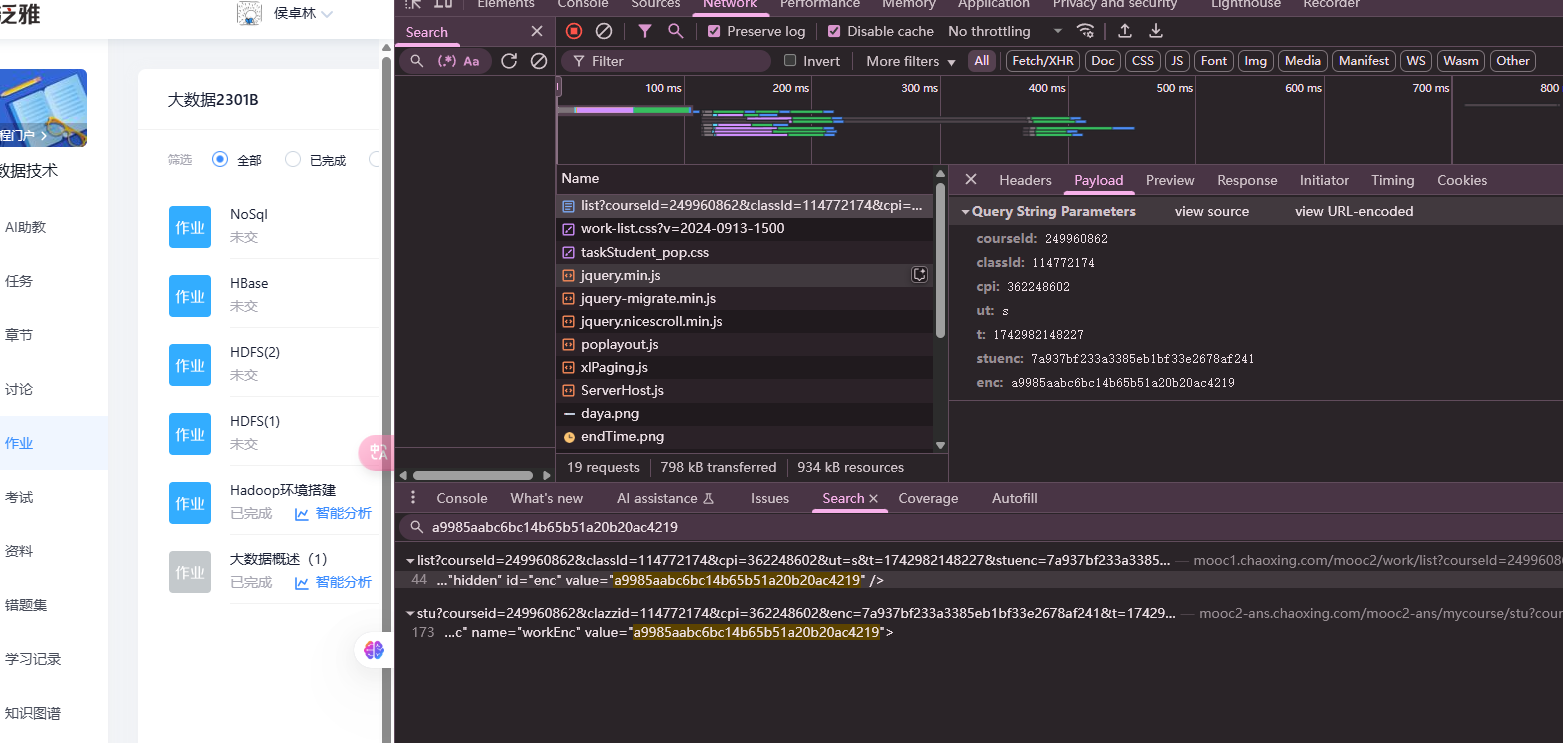 泛雅
侯卓林
程门户
数据技术
AI助教
任务
章节
讨论
作业
考试
资料
错题集
学习记录
知识图谱
大数据2301B
筛选 全部 已完成
作业 NoSql
未交
作业 HBase
未交
作业 HDFS(2)
未交
作业 HDFS(1)
未交
作业 Hadoop环境搭建
已完成 智能分析
作业 大数据概述（1）
已完成 智能分析
Elements Console Sources Network Performance Memory Application Privacy and security Lighthouse Recorder
Search
(.*) Aa
Preserve log Disable cache No throttling
Filter Invert More filters All Fetch/XHR Doc CSS JS Font Img Media Manifest WS Wasm Other
100 ms 200 ms 300 ms 400 ms 500 ms 600 ms 700 ms 800
Name
list?courseId=249960862&classId=114772174&cpi=...
work-list.css?v=2024-0913-1500
taskStudent_pop.css
jquery.min.js
jquery-migrate.min.js
jquery.nicescroll.min.js
poplayout.js
xlPaging.js
ServerHost.js
daya.png
endTime.png
19 requests 798 kB transferred 934 kB resources
Headers Payload Preview Response Initiator Timing Cookies
Query String Parameters view source view URL-encoded
courseId: 249960862
classId: 114772174
cpi: 362248602
ut: s
t: 1742982148227
stuenc: 7a937bf233a3385eb1bf33e2678af241
enc: a9985aabc6bc14b65b51a20b20ac4219
Console What's new AI assistance Issues Search Coverage Autofill
a9985aabc6bc14b65b51a20b20ac4219
list?courseId=249960862&classId=114772174&cpi=362248602&ut=s&t=1742982148227&stuenc=7a937bf233a3385... — mooc1.chaoxing.com/mooc2/work/list?courseId=24996086
44 ..."hidden" id="enc" value="a9985aabc6bc14b65b51a20b20ac4219" />
stu?courseid=249960862&clazzid=114772174&cpi=362248602&enc=7a937bf233a3385eb1bf33e2678af241&t=17429... — mooc2-ans.chaoxing.com/mooc2-ans/mycourse/stu?cou
173 ...c" name="workEnc" value="a9985aabc6bc14b65b51a20b20ac4219">